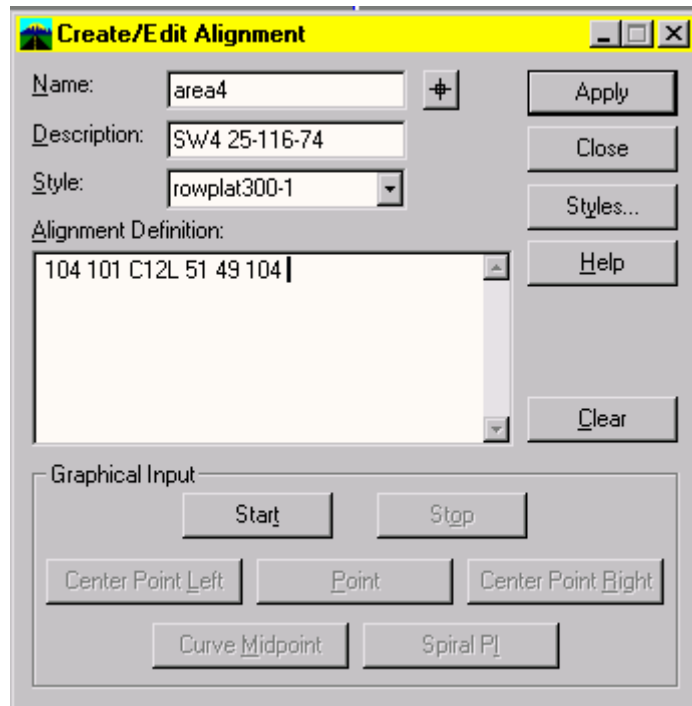 Create/Edit Alignment
Name: area4
Apply
Description: SW4 25-116-74
Close
Style: rowplat300-1
Styles...
Alignment Definition:
Help
104 101 C12L 51 49 104
Clear
Graphical Input
Start Stop
Center Point Left Point Center Point Right
Curve Midpoint Spiral PI